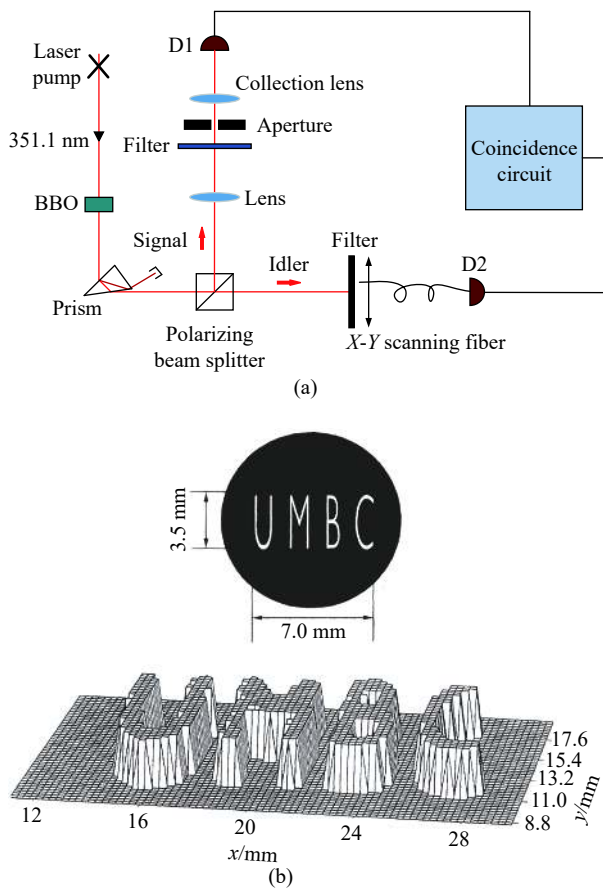 D1
Laser
pump
Collection lens
Aperture
351.1 nm
Filter
Coincidence
circuit
BBO
Lens
Signal
Filter
Idler
D2
Prism
Polarizing
beam splitter
X-Y scanning fiber
(a)
3.5 mm
U M B C
7.0 mm
17.6
15.4
13.2
11.0
8.8
y/mm
12
16
20
24
28
x/mm
(b)